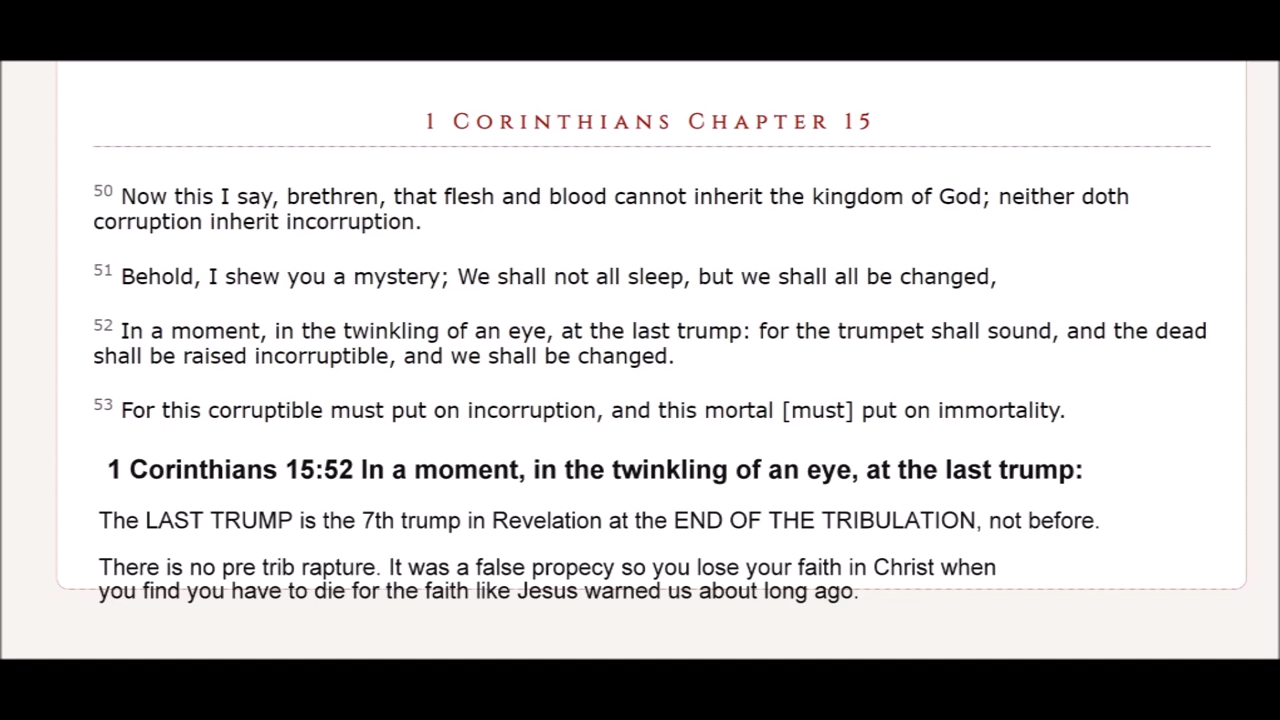 1 Corinthians Chapter 15
50 Now this I say, brethren, that flesh and blood cannot inherit the kingdom of God; neither doth
corruption inherit incorruption.
51 Behold, I shew you a mystery; We shall not all sleep, but we shall all be changed,
52 In a moment, in the twinkling of an eye, at the last trump: for the trumpet shall sound, and the dead
shall be raised incorruptible, and we shall be changed.
53 For this corruptible must put on incorruption, and this mortal [must] put on immortality.
1 Corinthians 15:52 In a moment, in the twinkling of an eye, at the last trump:
The LAST TRUMP is the 7th trump in Revelation at the END OF THE TRIBULATION, not before.
There is no pre trib rapture. It was a false propecy so you lose your faith in Christ when
you find you have to die for the faith like Jesus warned us about long ago.